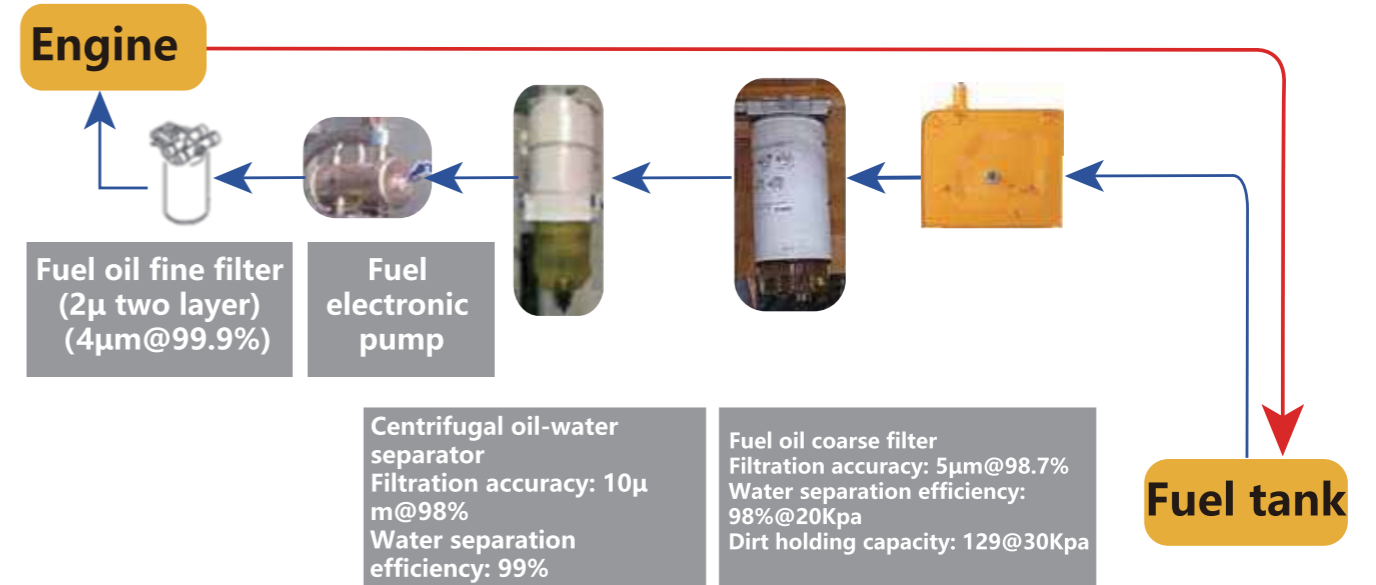 Engine
Fuel oil fine filter
(2μ two layer)
(4μm@99.9%)
Fuel
electronic
pump
Centrifugal oil-water
separator
Filtration accuracy: 10μ
m@98%
Water separation
efficiency: 99%
Fuel oil coarse filter
Filtration accuracy: 5μm@98.7%
Water separation efficiency:
98%@20Kpa
Dirt holding capacity: 129@30Kpa
Fuel tank